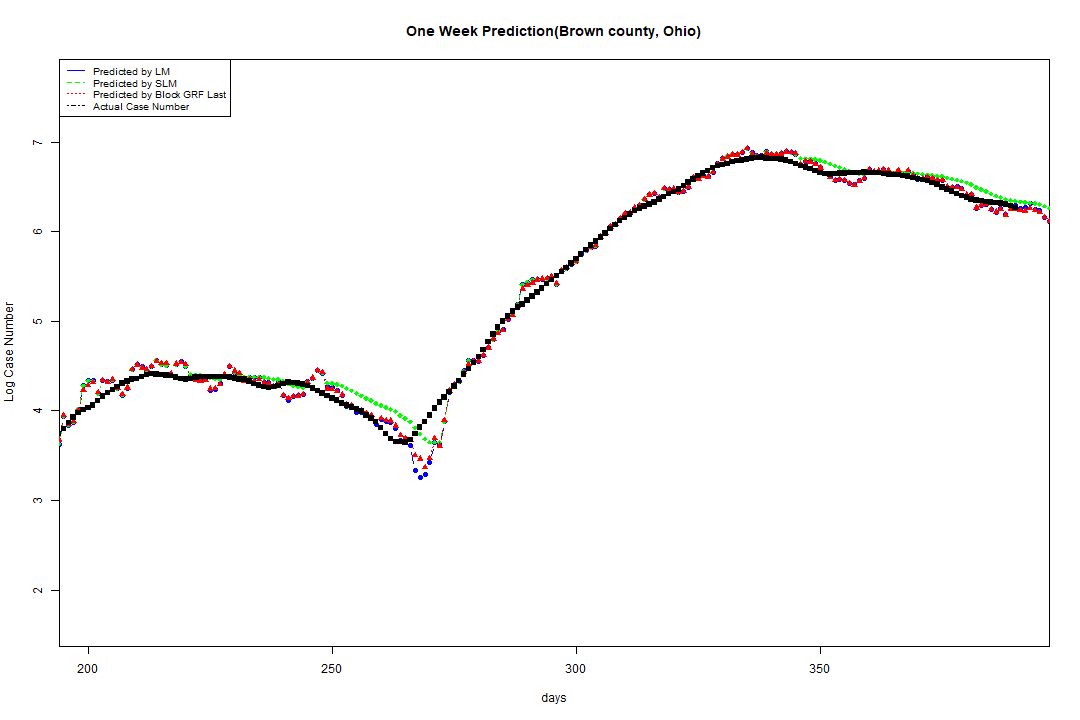 One Week Prediction(Brown county, Ohio)
Predicted by LM
Predicted by SLM
Predicted by Block GRF Last
Actual Case Number
Log Case Number
7
6
5
4
3
2
200 250 300 350
days